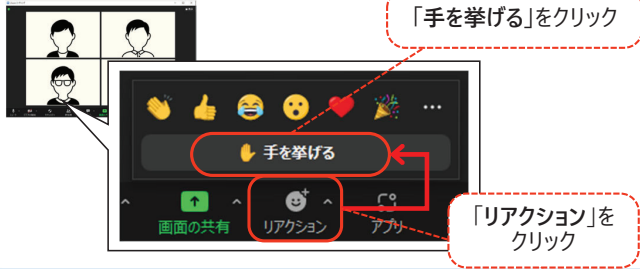 「手を挙げる」をクリック
手を挙げる
画面の共有
リアクション
アプリ
「リアクション」を
クリック